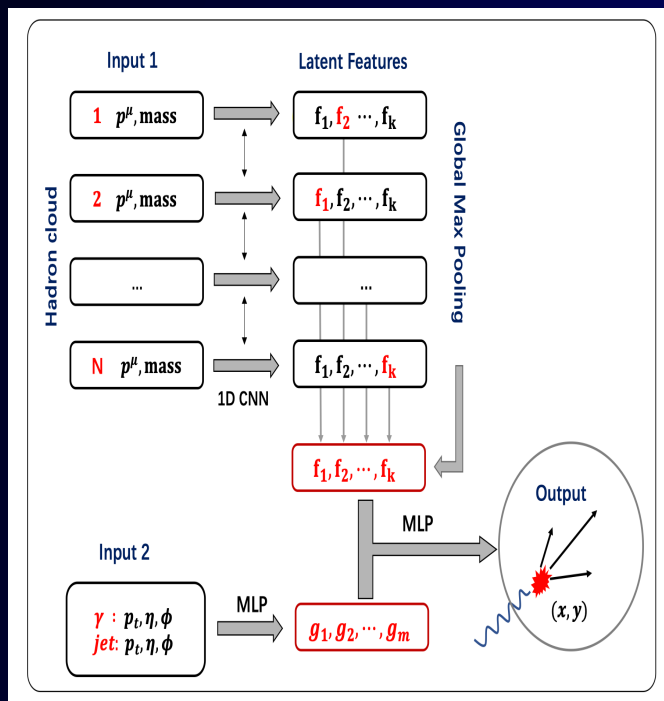 Input 1
Latent Features
Hadron cloud
1 p^μ, mass
f₁, f₂ ⋯, fₖ
2 p^μ, mass
f₁, f₂, ⋯, fₖ
...
...
N p^μ, mass
f₁, f₂, ⋯, fₖ
Global Max Pooling
1D CNN
f₁, f₂, ⋯, fₖ
MLP
Output
(x, y)
Input 2
γ : pₜ, η, ϕ
jet: pₜ, η, ϕ
MLP
g₁, g₂, ⋯, gₘ